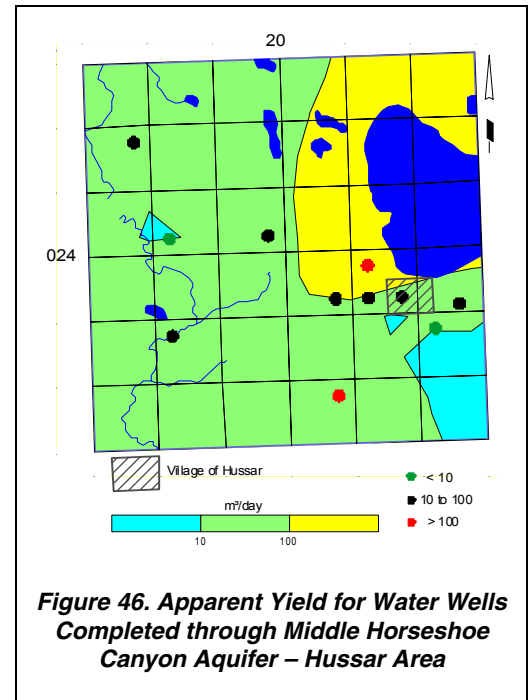 20
024
Village of Hussar
m³/day
10
100
< 10
10 to 100
> 100
Figure 46. Apparent Yield for Water Wells
Completed through Middle Horseshoe
Canyon Aquifer – Hussar Area